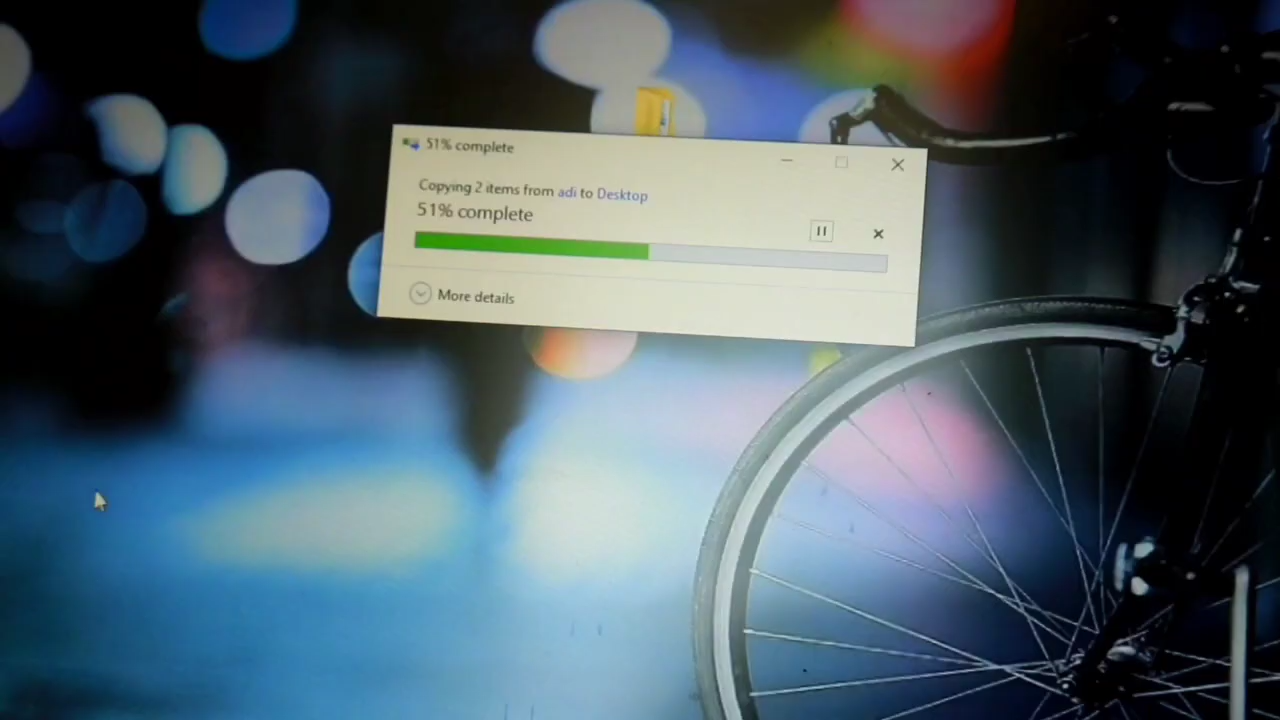 51% complete
Copying 2 items from adi to Desktop
51% complete
More details